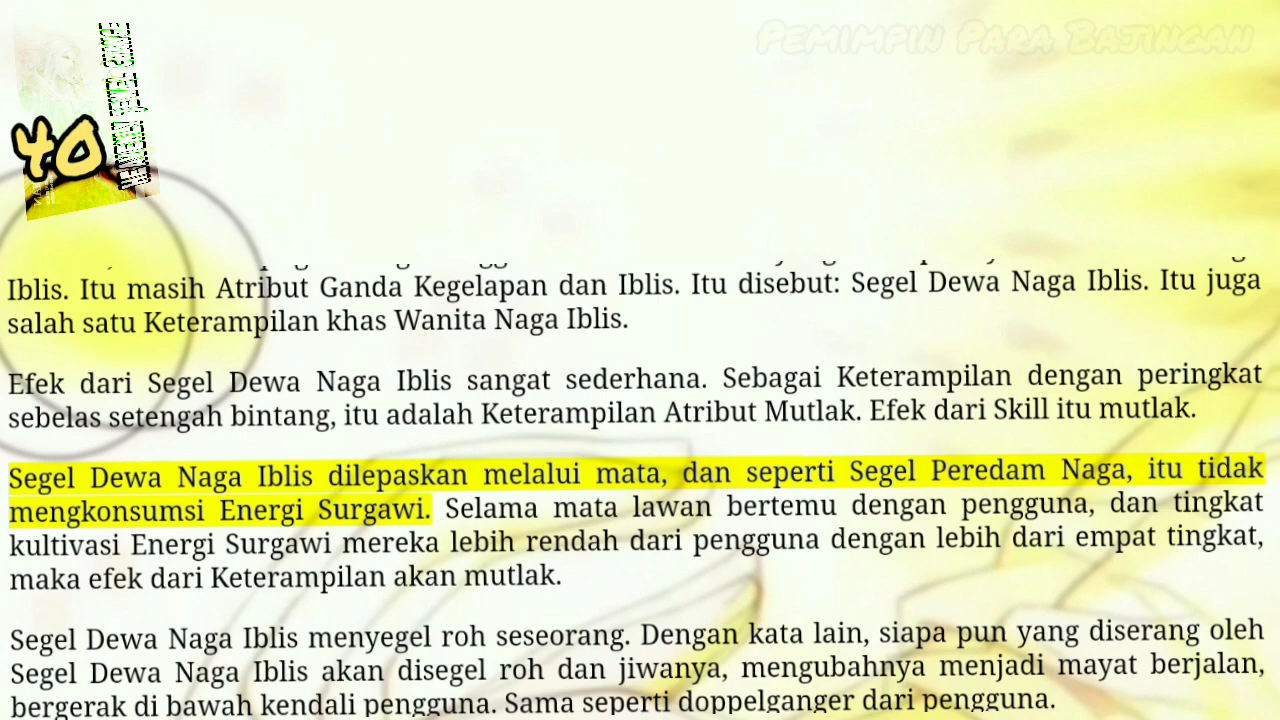 Pemimpin Para Bajingan
40
Iblis. Itu masih Atribut Ganda Kegelapan dan Iblis. Itu disebut: Segel Dewa Naga Iblis. Itu juga
salah satu Keterampilan khas Wanita Naga Iblis.
Efek dari Segel Dewa Naga Iblis sangat sederhana. Sebagai Keterampilan dengan peringkat
sebelas setengah bintang, itu adalah Keterampilan Atribut Mutlak. Efek dari Skill itu mutlak.
Segel Dewa Naga Iblis dilepaskan melalui mata, dan seperti Segel Peredam Naga, itu tidak
mengkonsumsi Energi Surgawi. Selama mata lawan bertemu dengan pengguna, dan tingkat
kultivasi Energi Surgawi mereka lebih rendah dari pengguna dengan lebih dari empat tingkat,
maka efek dari Keterampilan akan mutlak.
Segel Dewa Naga Iblis menyegel roh seseorang. Dengan kata lain, siapa pun yang diserang oleh
Segel Dewa Naga Iblis akan disegel roh dan jiwanya, mengubahnya menjadi mayat berjalan,
bergerak di bawah kendali pengguna. Sama seperti doppelganger dari pengguna.